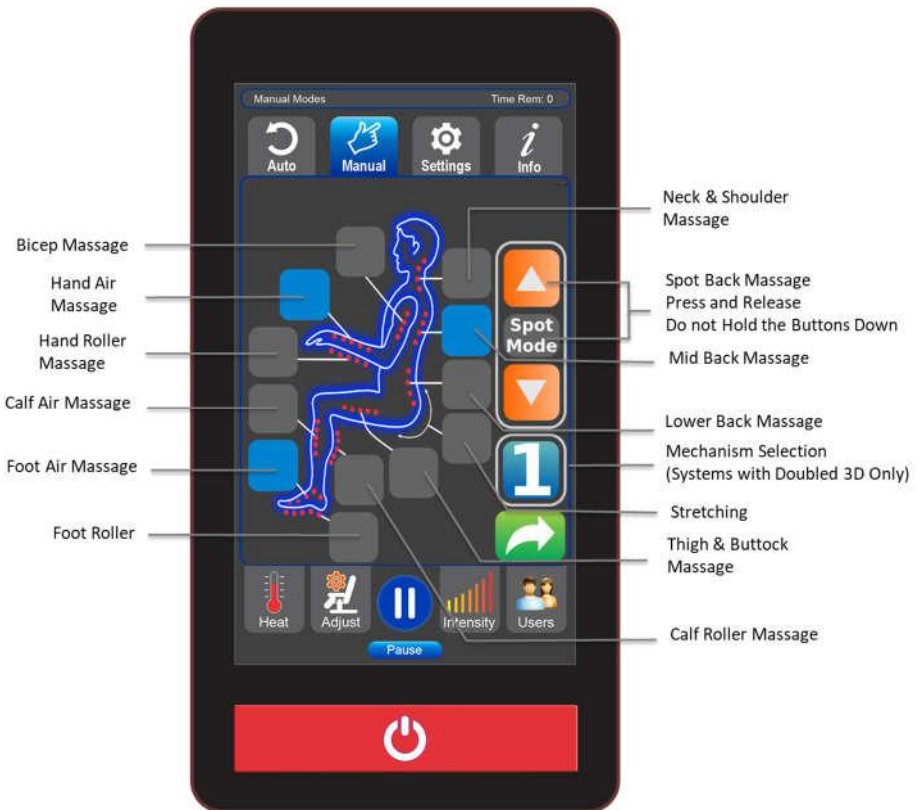 Manual Modes
Time Rem: 0
Auto
Manual
Settings
i
Info
Bicep Massage
Hand Air
Massage
Hand Roller
Massage
Calf Air Massage
Foot Air Massage
Foot Roller
Neck & Shoulder
Massage
Spot Back Massage
Press and Release
Do not Hold the Buttons Down
Spot
Mode
Mid Back Massage
Lower Back Massage
Mechanism Selection
(Systems with Doubled 3D Only)
1
Stretching
Thigh & Buttock
Massage
Calf Roller Massage
Heat
Adjust
Intensity
Users
Pause